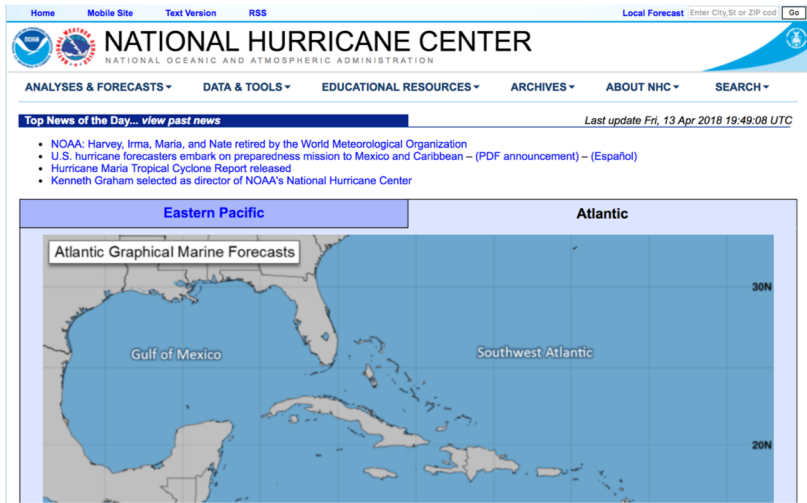 Home Mobile Site Text Version RSS Local Forecast Enter City,St or ZIP cod Go
NOAA
NATIONAL HURRICANE CENTER
NATIONAL OCEANIC AND ATMOSPHERIC ADMINISTRATION
ANALYSES & FORECASTS DATA & TOOLS EDUCATIONAL RESOURCES ARCHIVES ABOUT NHC SEARCH
Top News of the Day... view past news Last update Fri, 13 Apr 2018 19:49:08 UTC
• NOAA: Harvey, Irma, Maria, and Nate retired by the World Meteorological Organization
• U.S. hurricane forecasters embark on preparedness mission to Mexico and Caribbean – (PDF announcement) – (Español)
• Hurricane Maria Tropical Cyclone Report released
• Kenneth Graham selected as director of NOAA's National Hurricane Center
Eastern Pacific Atlantic
Atlantic Graphical Marine Forecasts
30N
Gulf of Mexico Southwest Atlantic
20N